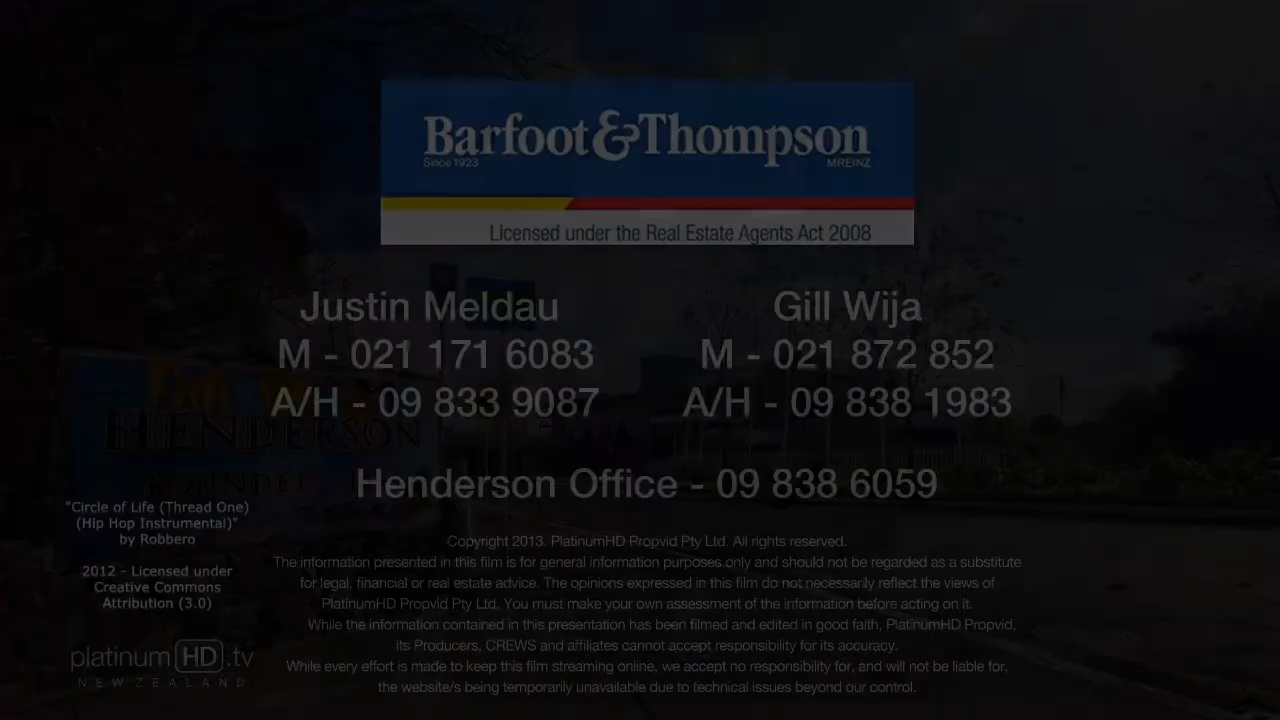 Barfoot&Thompson
Since 1923
MREINZ
Licensed under the Real Estate Agents Act 2008
Justin Meldau
M - 021 171 6083
A/H - 09 833 9087
Gill Wija
M - 021 872 852
A/H - 09 838 1983
HENDERSON
Henderson Office - 09 838 6059
"Circle of Life (Thread One)
(Hip Hop Instrumental)"
by Robbero
2012 - Licensed under
Creative Commons
Attribution (3.0)
platinum HD.tv
NEW ZEALAND
Copyright 2013. PlatinumHD Propvid Pty Ltd. All rights reserved.
The information presented in this film is for general information purposes only and should not be regarded as a substitute
for legal, financial or real estate advice. The opinions expressed in this film do not necessarily reflect the views of
PlatinumHD Propvid Pty Ltd. You must make your own assessment of the information before acting on it.
While the information contained in this presentation has been filmed and edited in good faith, PlatinumHD Propvid,
its Producers, CREWS and affiliates cannot accept responsibility for its accuracy.
While every effort is made to keep this film streaming online, we accept no responsibility for, and will not be liable for,
the website/s being temporarily unavailable due to technical issues beyond our control.